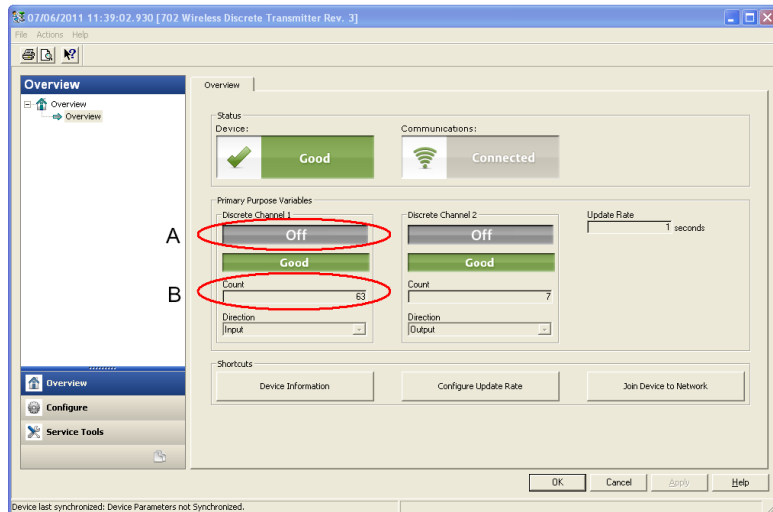 07/06/2011 11:39:02.930 [702 Wireless Discrete Transmitter Rev. 3]
File Actions Help
Overview
Overview
Overview
Overview
Status
Device:
Communications:
Good
Connected
Primary Purpose Variables
Discrete Channel 1
Discrete Channel 2
Update Rate
1 seconds
A
Off
Off
Good
Good
B
Count
63
Count
7
Direction
Input
Direction
Output
Shortcuts
Device Information
Configure Update Rate
Join Device to Network
Overview
Configure
Service Tools
OK
Cancel
Apply
Help
Device last synchronized: Device Parameters not Synchronized.